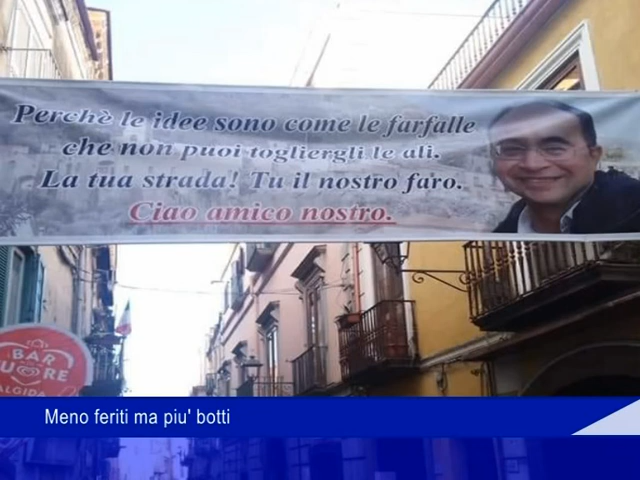 Perchè le idee sono come le farfalle
che non puoi togliergli le ali.
La tua strada! Tu il nostro faro.
Ciao amico nostro.
BAR
CUORE
ALGIDA
Meno feriti ma piu' botti